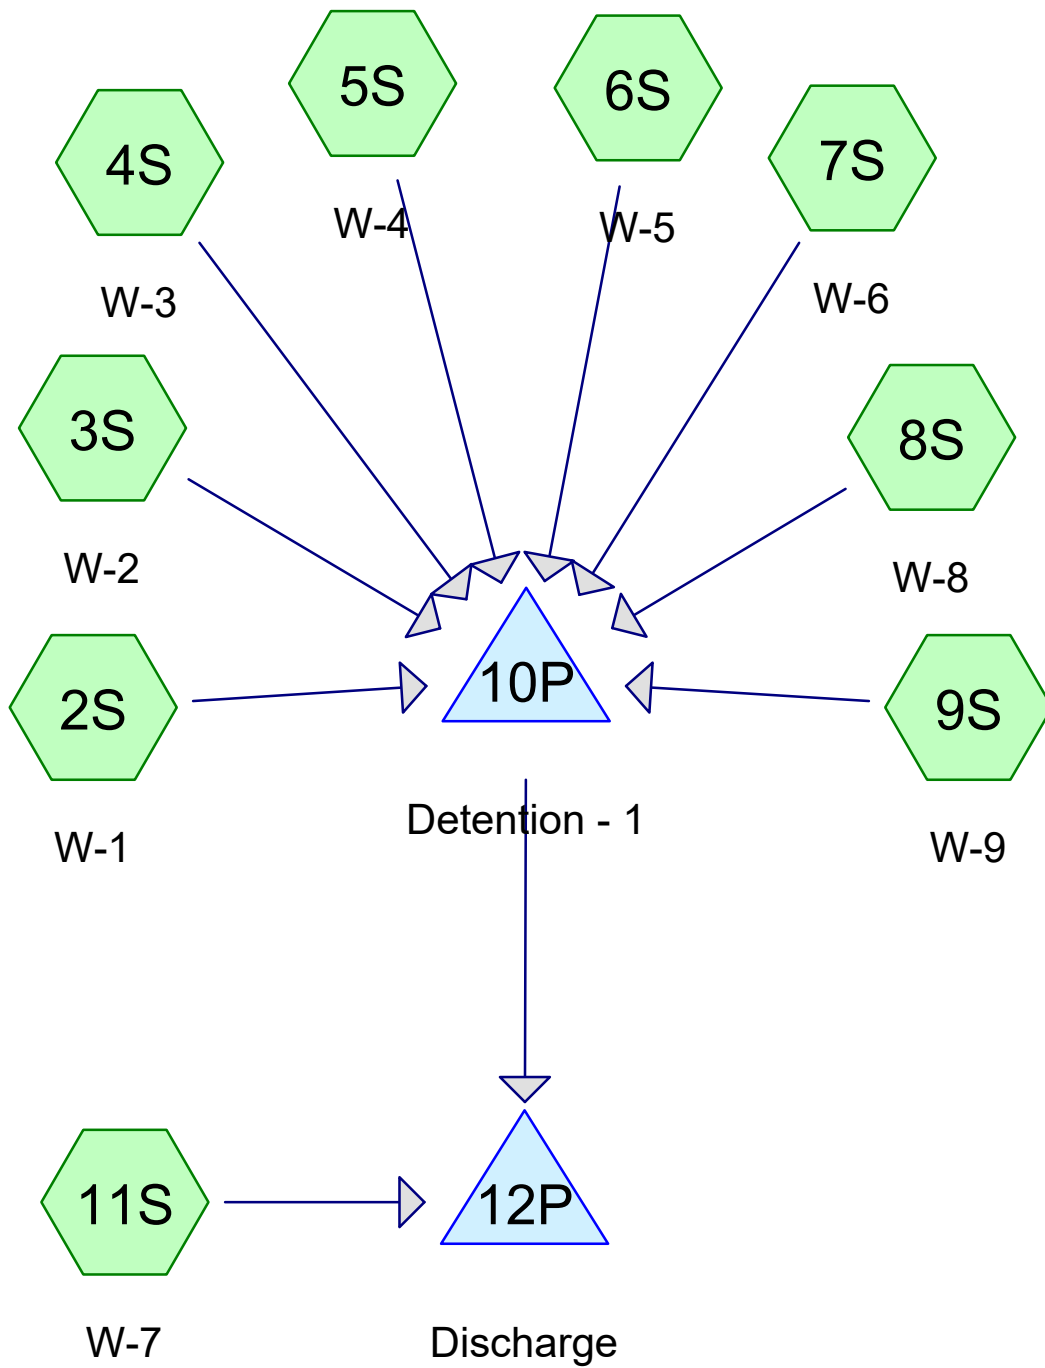 5S
6S
4S
7S
W-4
W-5
W-3
W-6
3S
8S
W-2
W-8
10P
2S
9S
Detention - 1
W-1
W-9
11S
12P
W-7
Discharge